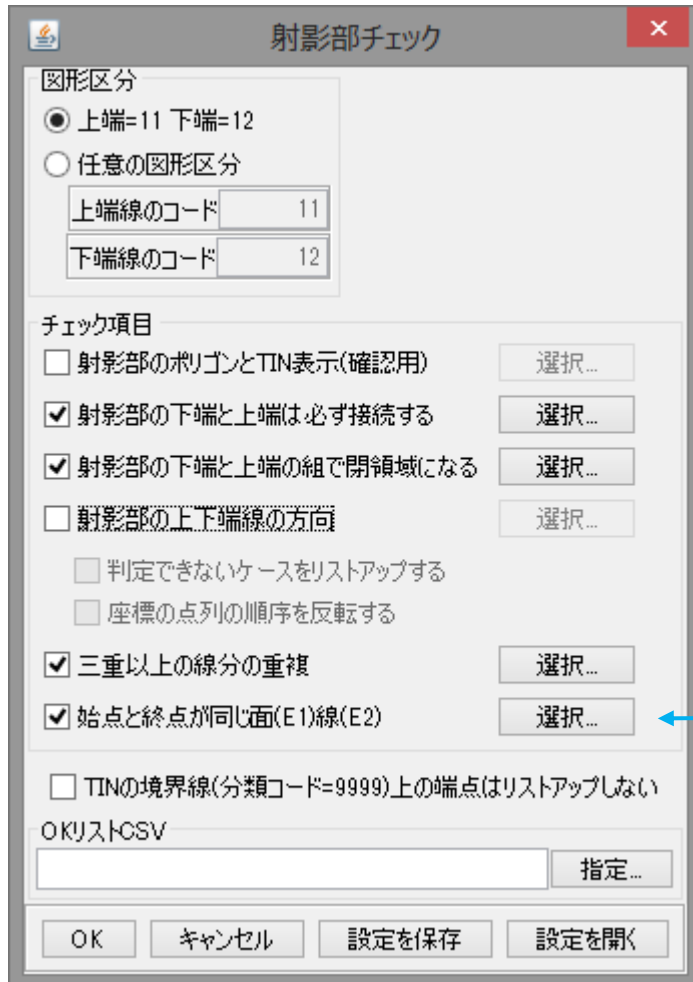 射影部チェック
図形区分
上端=11 下端=12
任意の図形区分
上端線のコード 11
下端線のコード 12
チェック項目
射影部のポリゴンとTIN表示(確認用) 選択...
射影部の下端と上端は必ず接続する 選択...
射影部の下端と上端の組で閉領域になる 選択...
射影部の上下端線の方向 選択...
判定できないケースをリストアップする
座標の点列の順序を反転する
三重以上の線分の重複 選択...
始点と終点が同じ面(E1)線(E2) 選択...
TINの境界線(分類コード=9999)上の端点はリストアップしない
OKリストCSV
指定...
OK キャンセル 設定を保存 設定を開く